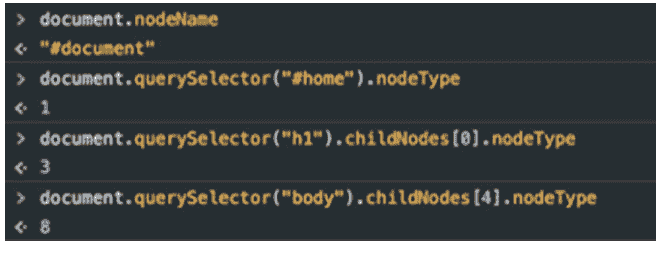 > document.nodeName
<· "#document"
> document.querySelector("#home").nodeType
<· 1
> document.querySelector("h1").childNodes[0].nodeType
<· 3
> document.querySelector("body").childNodes[4].nodeType
<· 8